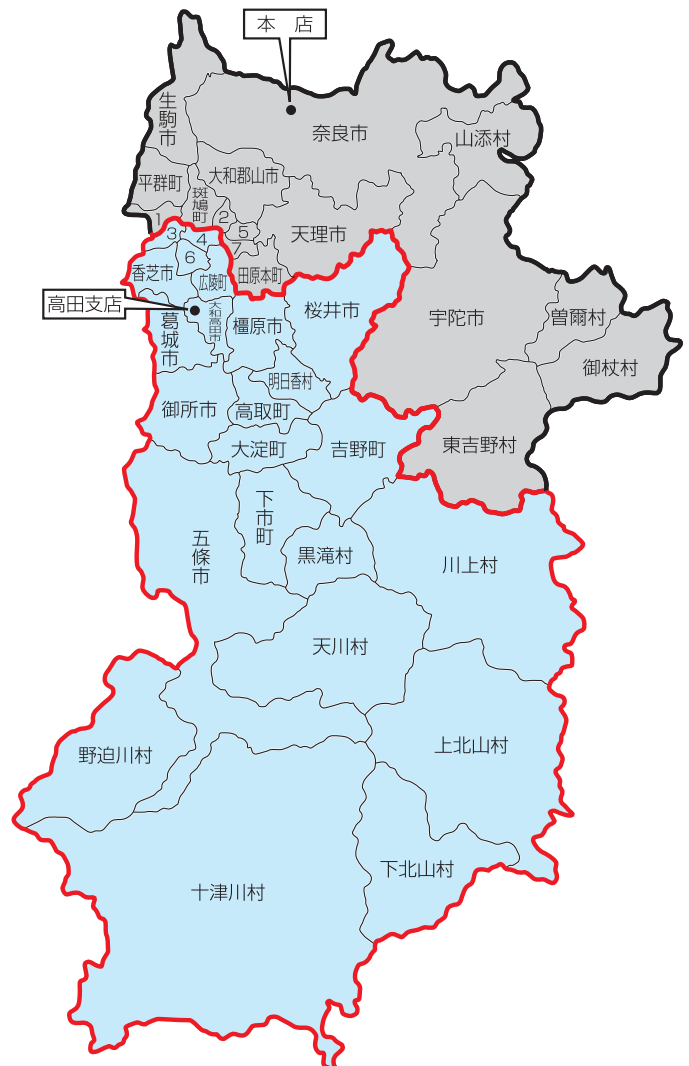 本店
生駒市
奈良市
山添村
平群町
斑鳩町
大和郡山市
1
2
3
4
5
6
7
天理市
田原本町
香芝市
広陵町
高田支店
大和高田市
葛城市
橿原市
桜井市
宇陀市
曽爾村
御杖村
明日香村
御所市
高取町
大淀町
吉野町
東吉野村
下市町
五條市
黒滝村
川上村
天川村
野迫川村
上北山村
下北山村
十津川村